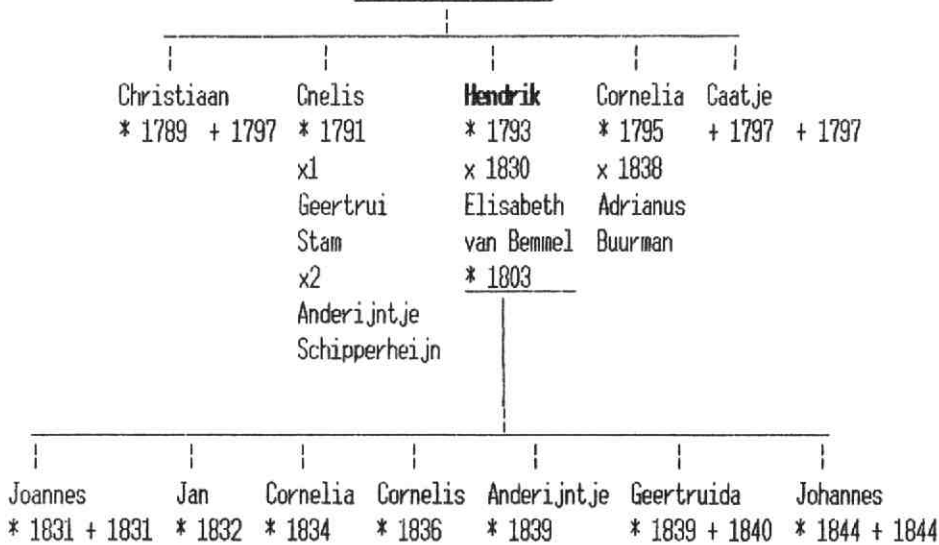 Christiaan Cnelis Hendrik Cornelia Caatje
* 1789 + 1797 * 1791 * 1793 * 1795 + 1797 + 1797
x1 x 1830 x 1838
Geertrui Elisabeth Adrianus
Stam van Bemmel Buurman
x2 * 1803
Anderijntje
Schipperheijn
Joannes Jan Cornelia Cornelis Anderijntje Geertruida Johannes
* 1831 + 1831 * 1832 * 1834 * 1836 * 1839 * 1839 + 1840 * 1844 + 1844